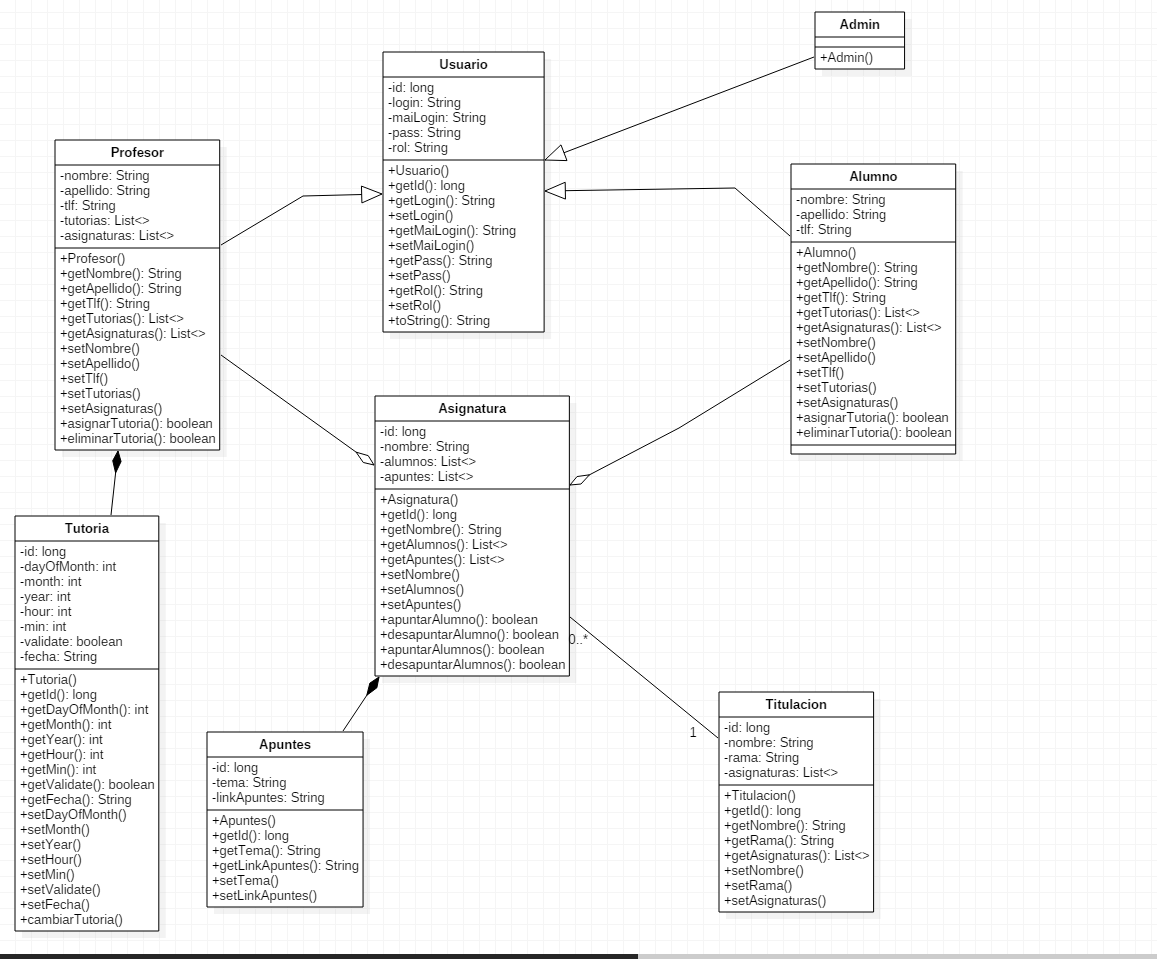 Admin
+Admin()
Usuario
-id: long
-login: String
-maiLogin: String
-pass: String
-rol: String
+Usuario()
+getId(): long
+getLogin(): String
+setLogin()
+getMaiLogin(): String
+setMaiLogin()
+getPass(): String
+setPass()
+getRol(): String
+setRol()
+toString(): String
Profesor
-nombre: String
-apellido: String
-tlf: String
-tutorias: List<>
-asignaturas: List<>
+Profesor()
+getNombre(): String
+getApellido(): String
+getTlf(): String
+getTutorias(): List<>
+getAsignaturas(): List<>
+setNombre()
+setApellido()
+setTlf()
+setTutorias()
+setAsignaturas()
+asignarTutoria(): boolean
+eliminarTutoria(): boolean
Alumno
-nombre: String
-apellido: String
-tlf: String
+Alumno()
+getNombre(): String
+getApellido(): String
+getTlf(): String
+getTutorias(): List<>
+getAsignaturas(): List<>
+setNombre()
+setApellido()
+setTlf()
+setTutorias()
+setAsignaturas()
+asignarTutoria(): boolean
+eliminarTutoria(): boolean
Asignatura
-id: long
-nombre: String
-alumnos: List<>
-apuntes: List<>
+Asignatura()
+getId(): long
+getNombre(): String
+getAlumnos(): List<>
+getApuntes(): List<>
+setNombre()
+setAlumnos()
+setApuntes()
+apuntarAlumno(): boolean
+desapuntarAlumno(): boolean
+apuntarAlumnos(): boolean
+desapuntarAlumnos(): boolean
0..*
1
Tutoria
-id: long
-dayOfMonth: int
-month: int
-year: int
-hour: int
-min: int
-validate: boolean
-fecha: String
+Tutoria()
+getId(): long
+getDayOfMonth(): int
+getMonth(): int
+getYear(): int
+getHour(): int
+getMin(): int
+getValidate(): boolean
+getFecha(): String
+setDayOfMonth()
+setMonth()
+setYear()
+setHour()
+setMin()
+setValidate()
+setFecha()
+cambiarTutoria()
Apuntes
-id: long
-tema: String
-linkApuntes: String
+Apuntes()
+getId(): long
+getTema(): String
+getLinkApuntes(): String
+setTema()
+setLinkApuntes()
Titulacion
-id: long
-nombre: String
-rama: String
-asignaturas: List<>
+Titulacion()
+getId(): long
+getNombre(): String
+getRama(): String
+getAsignaturas(): List<>
+setNombre()
+setRama()
+setAsignaturas()